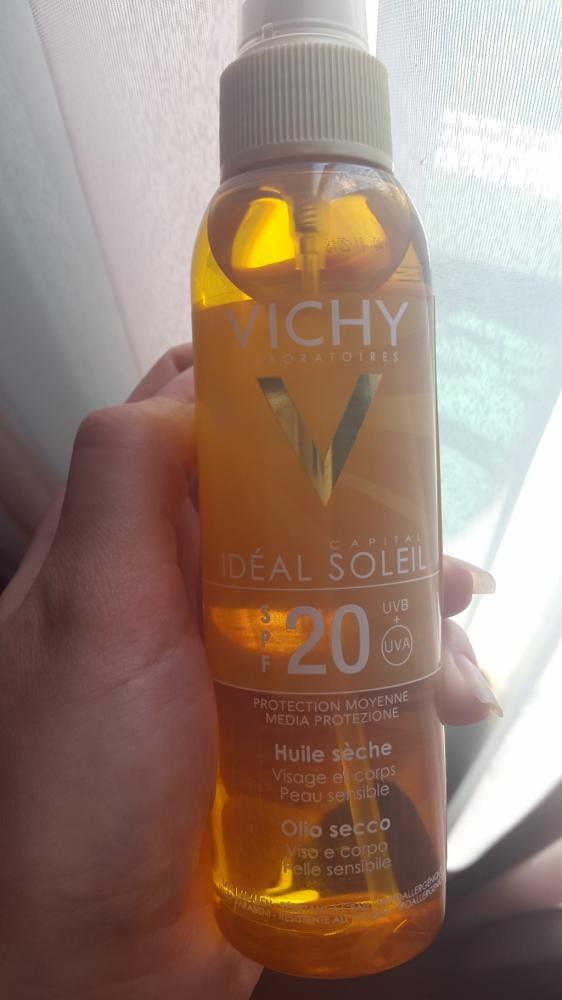 VICHY
LABORATOIRES
V
CAPITAL
IDÉAL SOLEIL
SPF 20 UVB + UVA
PROTECTION MOYENNE
MEDIA PROTEZIONE
Huile sèche
Visage et corps
Peau sensible
Olio secco
Viso e corpo
Pelle sensibile